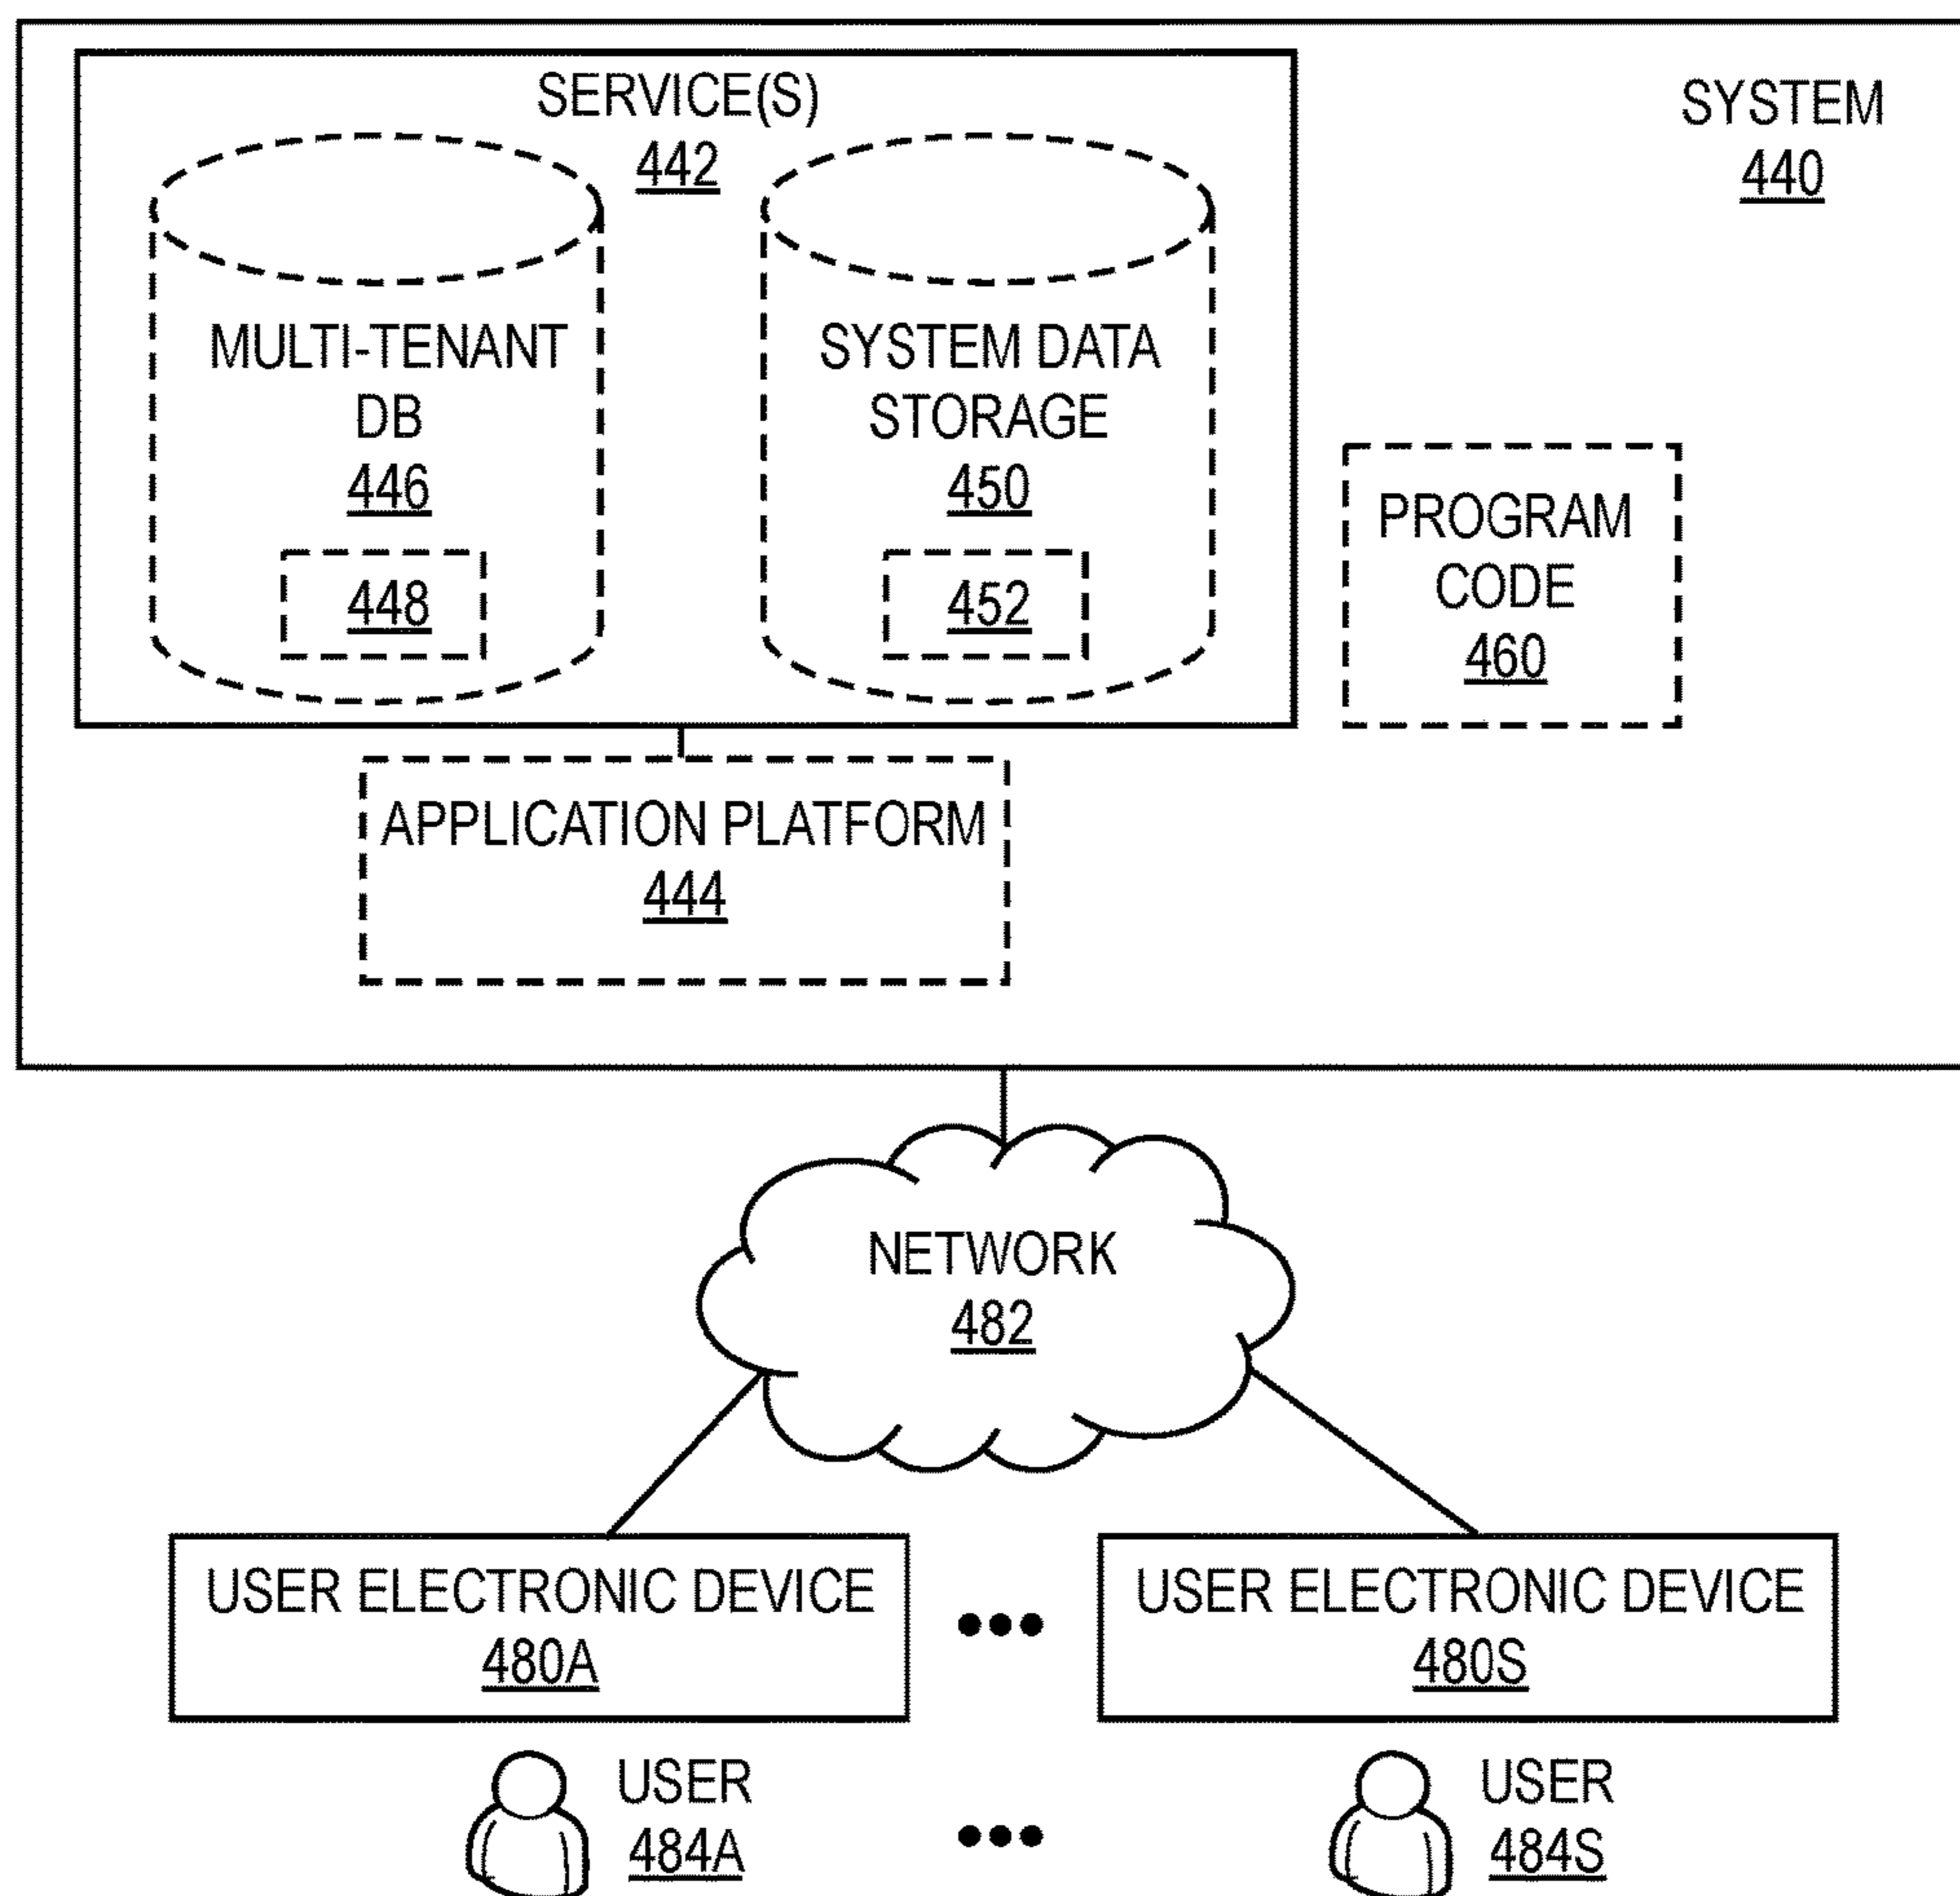 SERVICE(S)
442
SYSTEM
440
MULTI-TENANT
DB
446
448
SYSTEM DATA
STORAGE
450
452
PROGRAM
CODE
460
APPLICATION PLATFORM
444
NETWORK
482
USER ELECTRONIC DEVICE
480A
USER ELECTRONIC DEVICE
480S
USER
484A
USER
484S